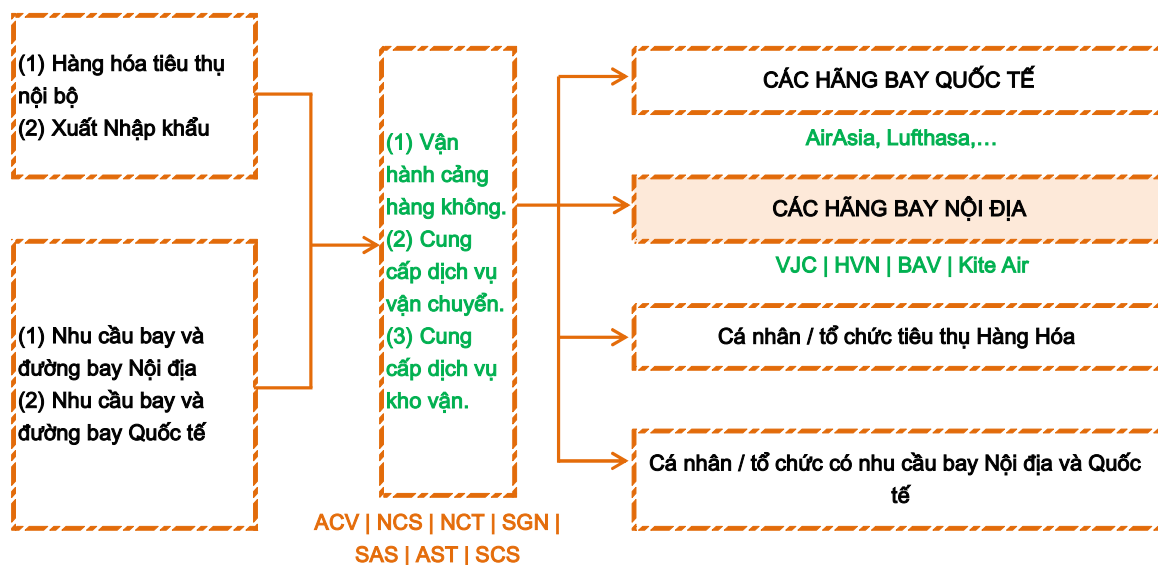 (1) Hàng hóa tiêu thụ
nội bộ
(2) Xuất Nhập khẩu
(1) Nhu cầu bay và
đường bay Nội địa
(2) Nhu cầu bay và
đường bay Quốc tế
(1) Vận
hành cảng
hàng không.
(2) Cung
cấp dịch vụ
vận chuyển.
(3) Cung
cấp dịch vụ
kho vận.
ACV | NCS | NCT | SGN |
SAS | AST | SCS
CÁC HÃNG BAY QUỐC TẾ
AirAsia, Lufthasa,...
CÁC HÃNG BAY NỘI ĐỊA
VJC | HVN | BAV | Kite Air
Cá nhân / tổ chức tiêu thụ Hàng Hóa
Cá nhân / tổ chức có nhu cầu bay Nội địa và Quốc
tế